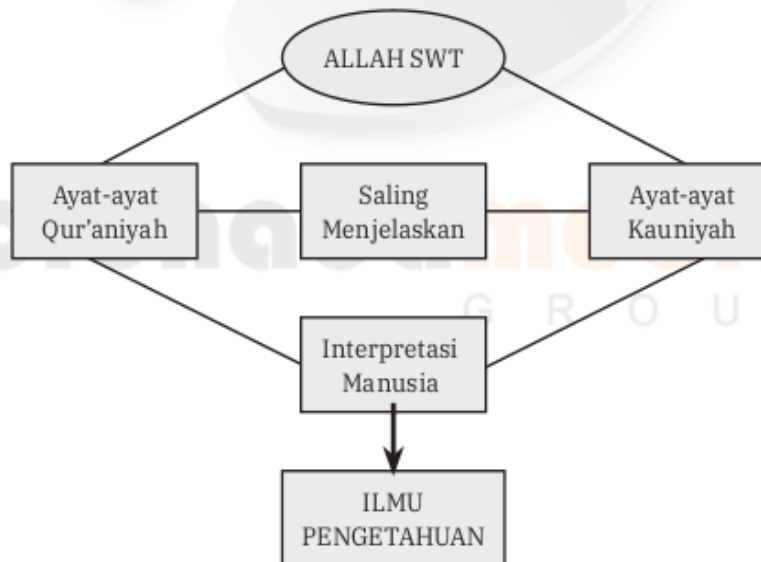 ALLAH SWT
Ayat-ayat
Qur'aniyah
Saling
Menjelaskan
Ayat-ayat
Kauniyah
Interpretasi
Manusia
ILMU
PENGETAHUAN
G R O U